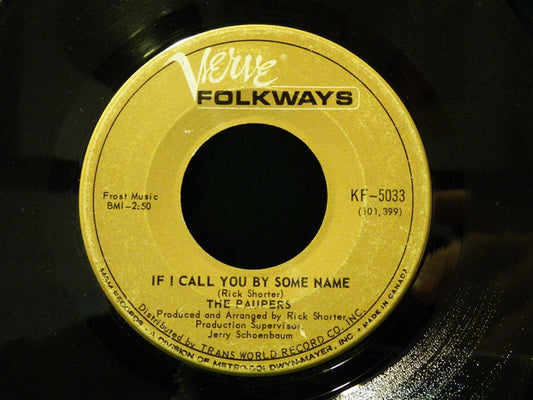 Verve
FOLKWAYS
Frost Music
BMI-2:50
KF-5033
(101,399)
IF I CALL YOU BY SOME NAME
(Rick Shorter)
THE PAUPERS
Produced and Arranged by Rick Shorter
Production Supervisor
Jerry Schoenbaum
Distributed by TRANS WORLD RECORD CO. INC.
MGM RECORDS • A DIVISION OF METRO-GOLDWYN-MAYER, INC. • MADE IN CANADA